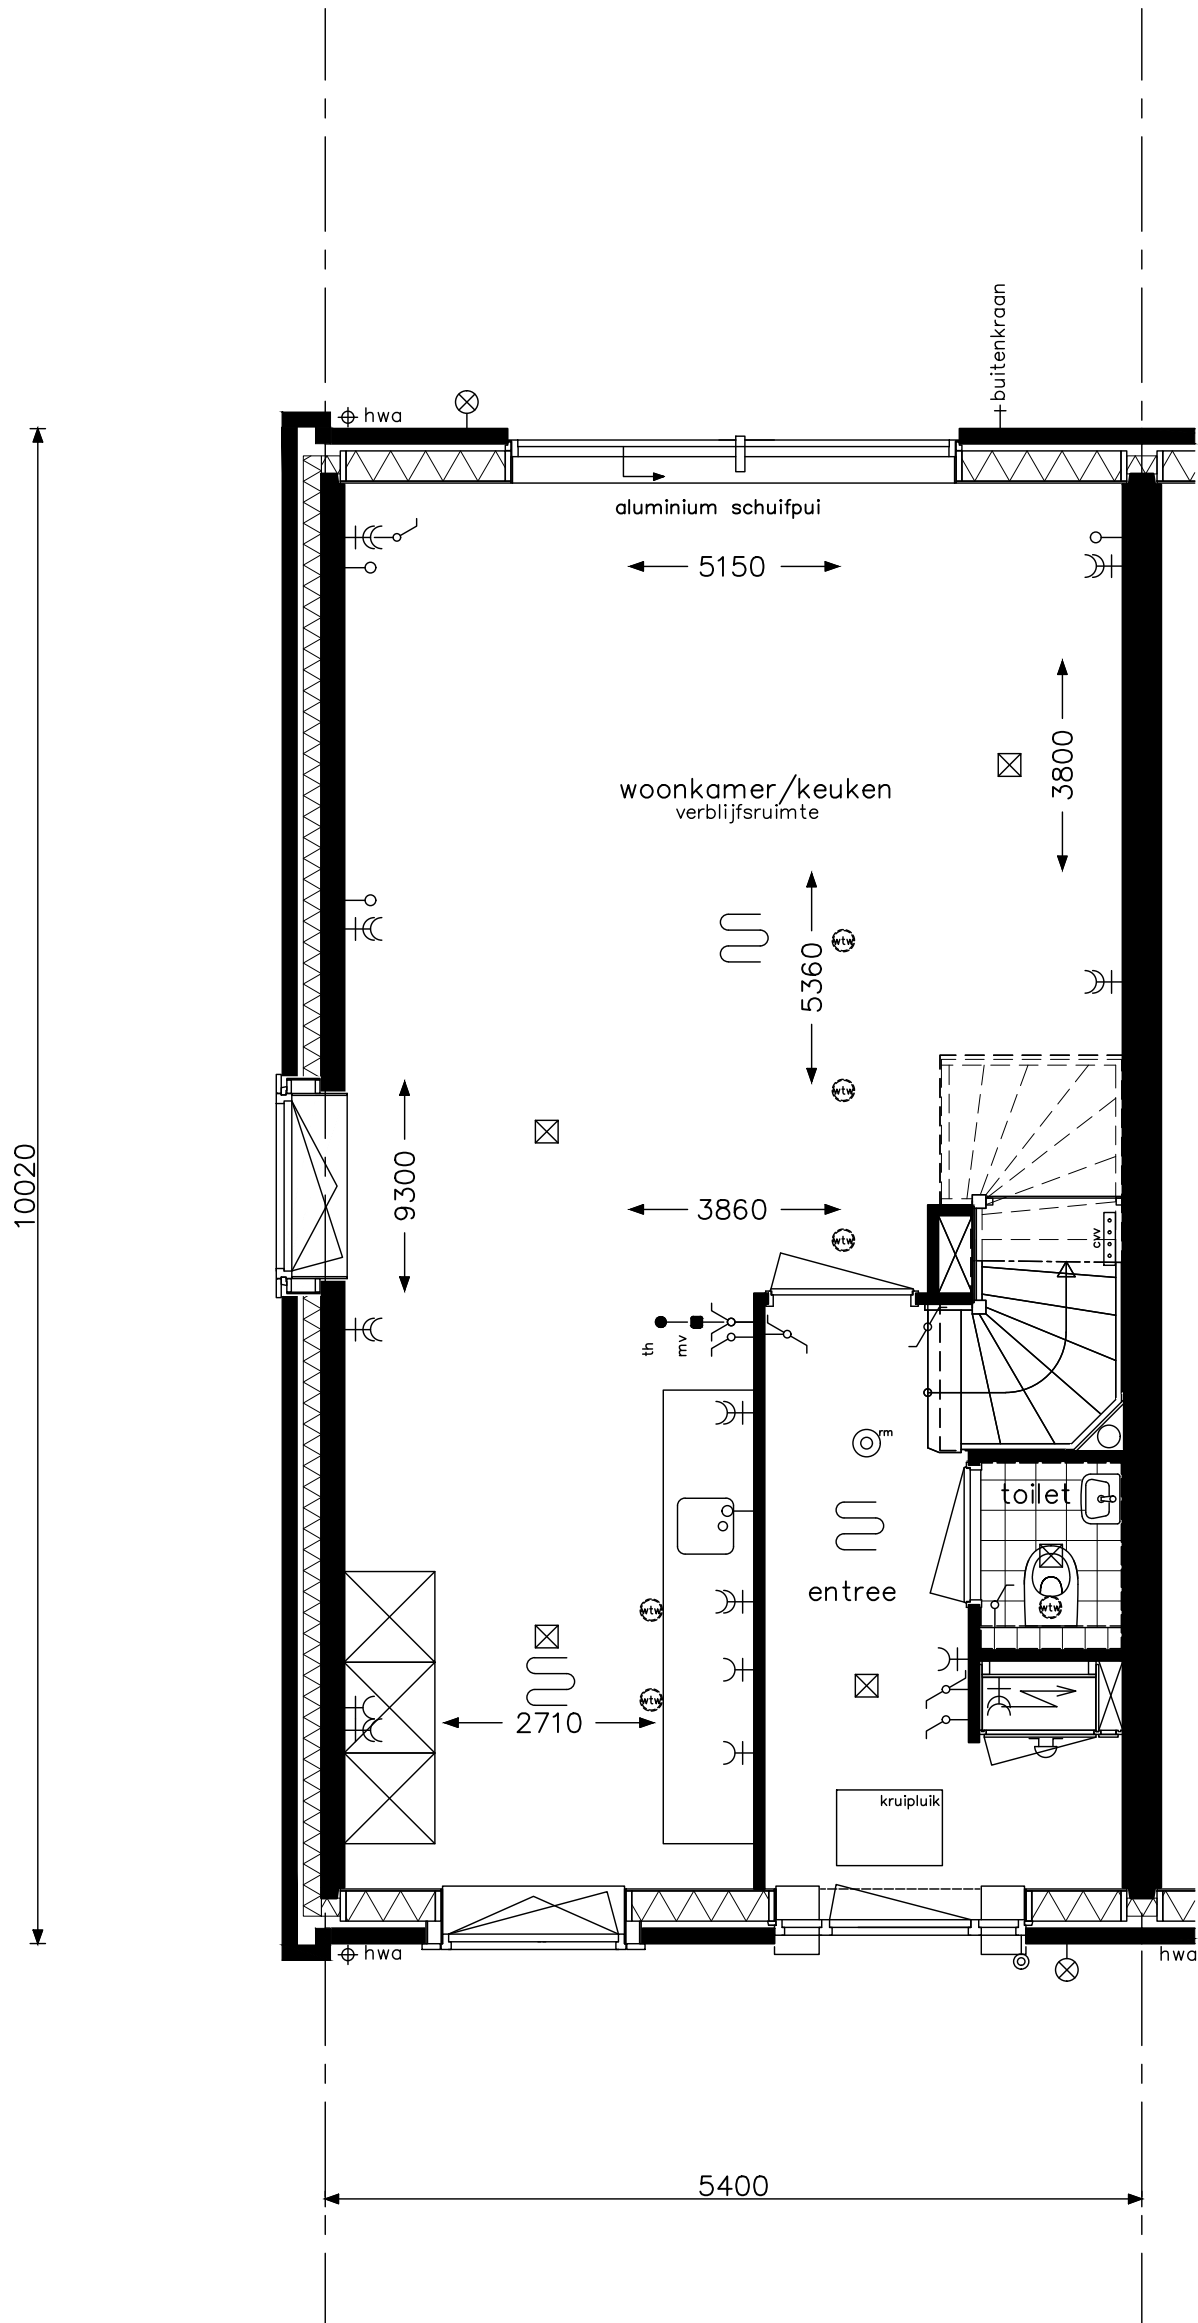 buitenkraan
hwa
aluminium schuifpui
5150
3800
woonkamer/keuken
verblijfsruimte
wtw
5360
wtw
10020
9300
3860
wtw
cvv
th
mv
rm
toilet
entree
wtw
wtw
wtw
2710
kruipluik
hwa
hwa
5400